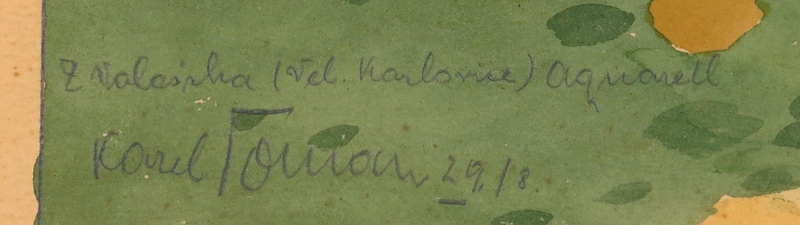 Z Valašska (Vel. Karlovice) Aquarell
Karel Toman 29./8.